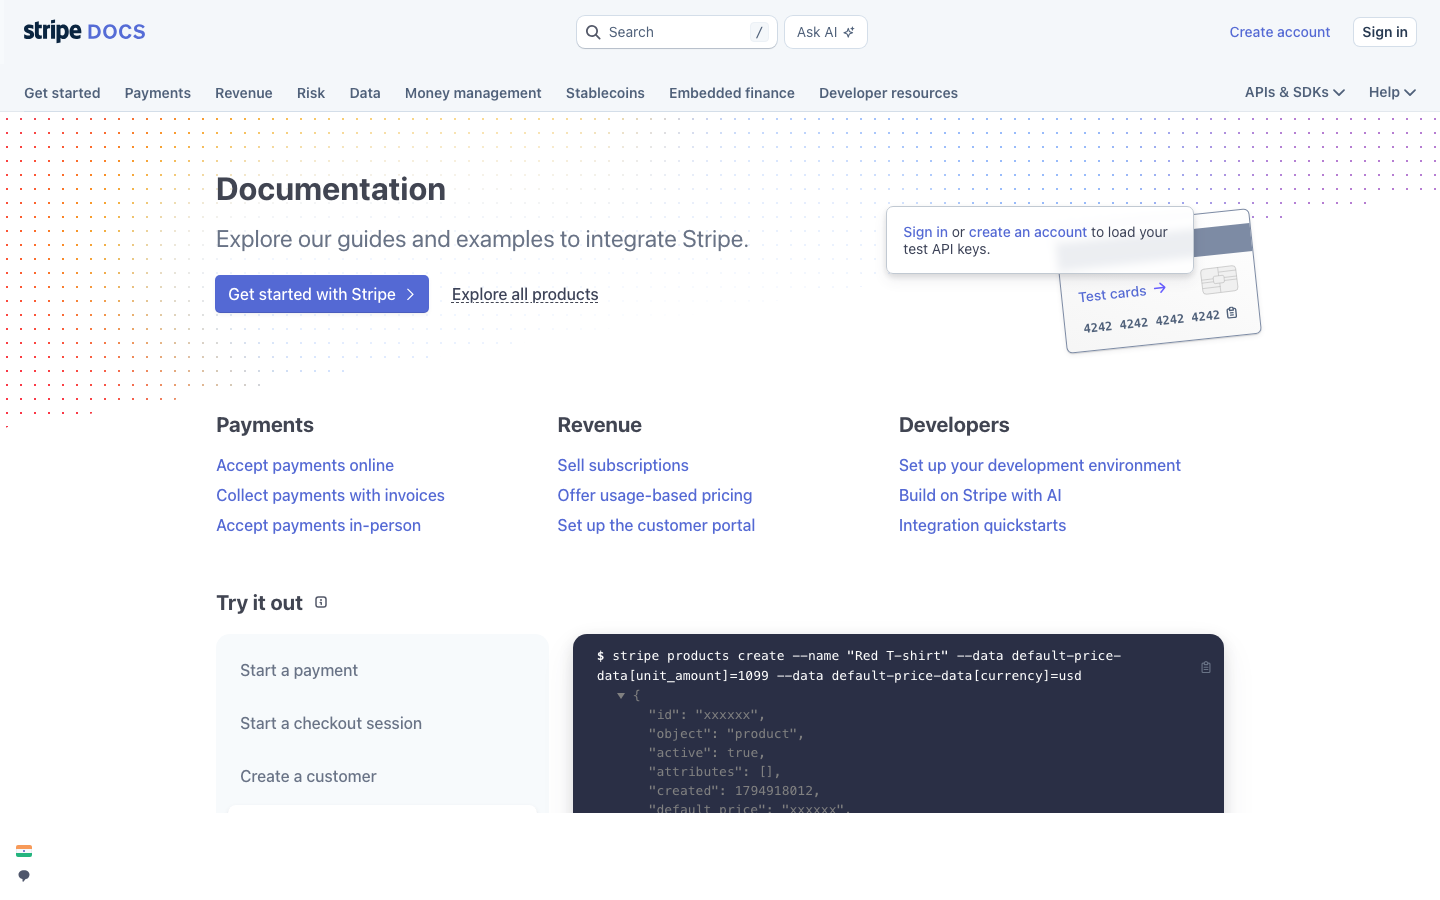 stripe DOCS
Search /
Ask AI
Create account
Sign in
Get started
Payments
Revenue
Risk
Data
Money management
Stablecoins
Embedded finance
Developer resources
APIs & SDKs
Help
Documentation
Explore our guides and examples to integrate Stripe.
Get started with Stripe
Explore all products
Sign in or create an account to load your
test API keys.
Test cards
4242 4242 4242 4242
Payments
Accept payments online
Collect payments with invoices
Accept payments in-person
Revenue
Sell subscriptions
Offer usage-based pricing
Set up the customer portal
Developers
Set up your development environment
Build on Stripe with AI
Integration quickstarts
Try it out
Start a payment
Start a checkout session
Create a customer
$ stripe products create --name "Red T-shirt" --data default-price-
data[unit_amount]=1099 --data default-price-data[currency]=usd
{
"id": "xxxxxx",
"object": "product",
"active": true,
"attributes": [],
"created": 1794918012,
"default_price": "xxxxxx",